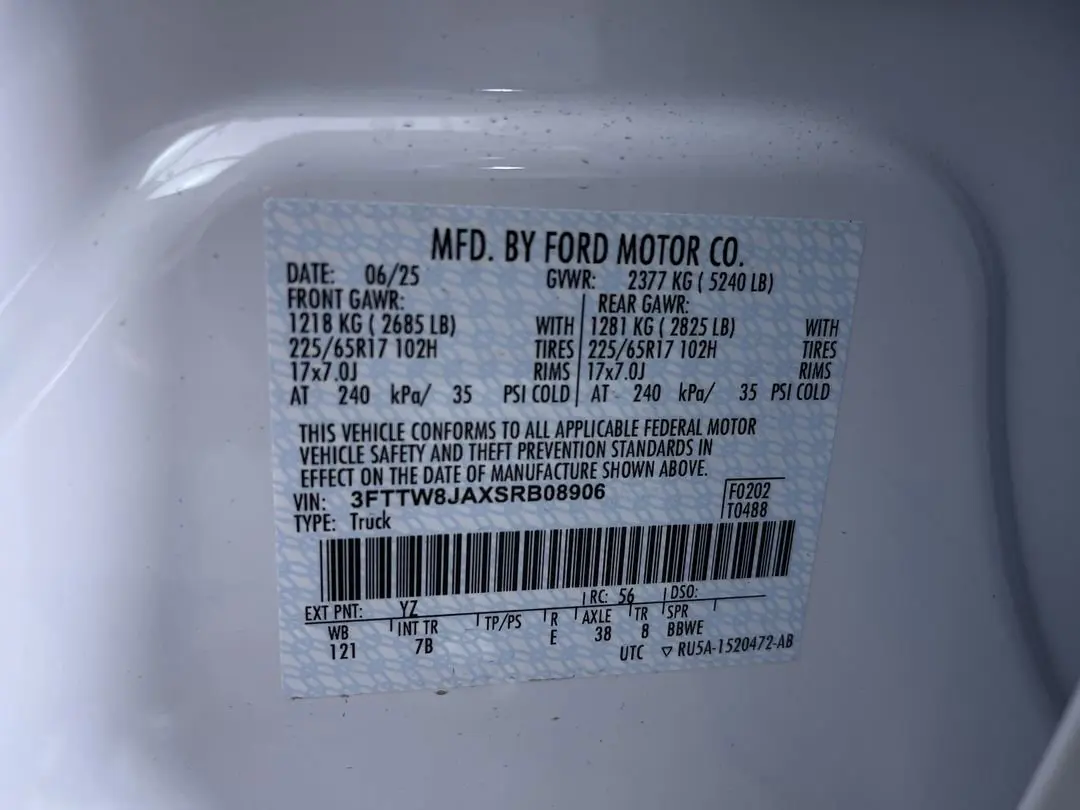 MFD. BY FORD MOTOR CO.
DATE: 06/25 GVWR: 2377 KG ( 5240 LB)
FRONT GAWR: REAR GAWR:
1218 KG ( 2685 LB) WITH 1281 KG ( 2825 LB) WITH
225/65R17 102H TIRES 225/65R17 102H TIRES
17x7.0J RIMS 17x7.0J RIMS
AT 240 kPa/ 35 PSI COLD AT 240 kPa/ 35 PSI COLD
THIS VEHICLE CONFORMS TO ALL APPLICABLE FEDERAL MOTOR
VEHICLE SAFETY AND THEFT PREVENTION STANDARDS IN
EFFECT ON THE DATE OF MANUFACTURE SHOWN ABOVE.
VIN: 3FTTW8JAXSRB08906 F0202
TYPE: Truck T0488
EXT PNT: YZ RC: 56 DSO:
WB INT TR TP/PS R AXLE TR SPR
121 7B E 38 8 BBWE
UTC ▽ RU5A-1520472-AB